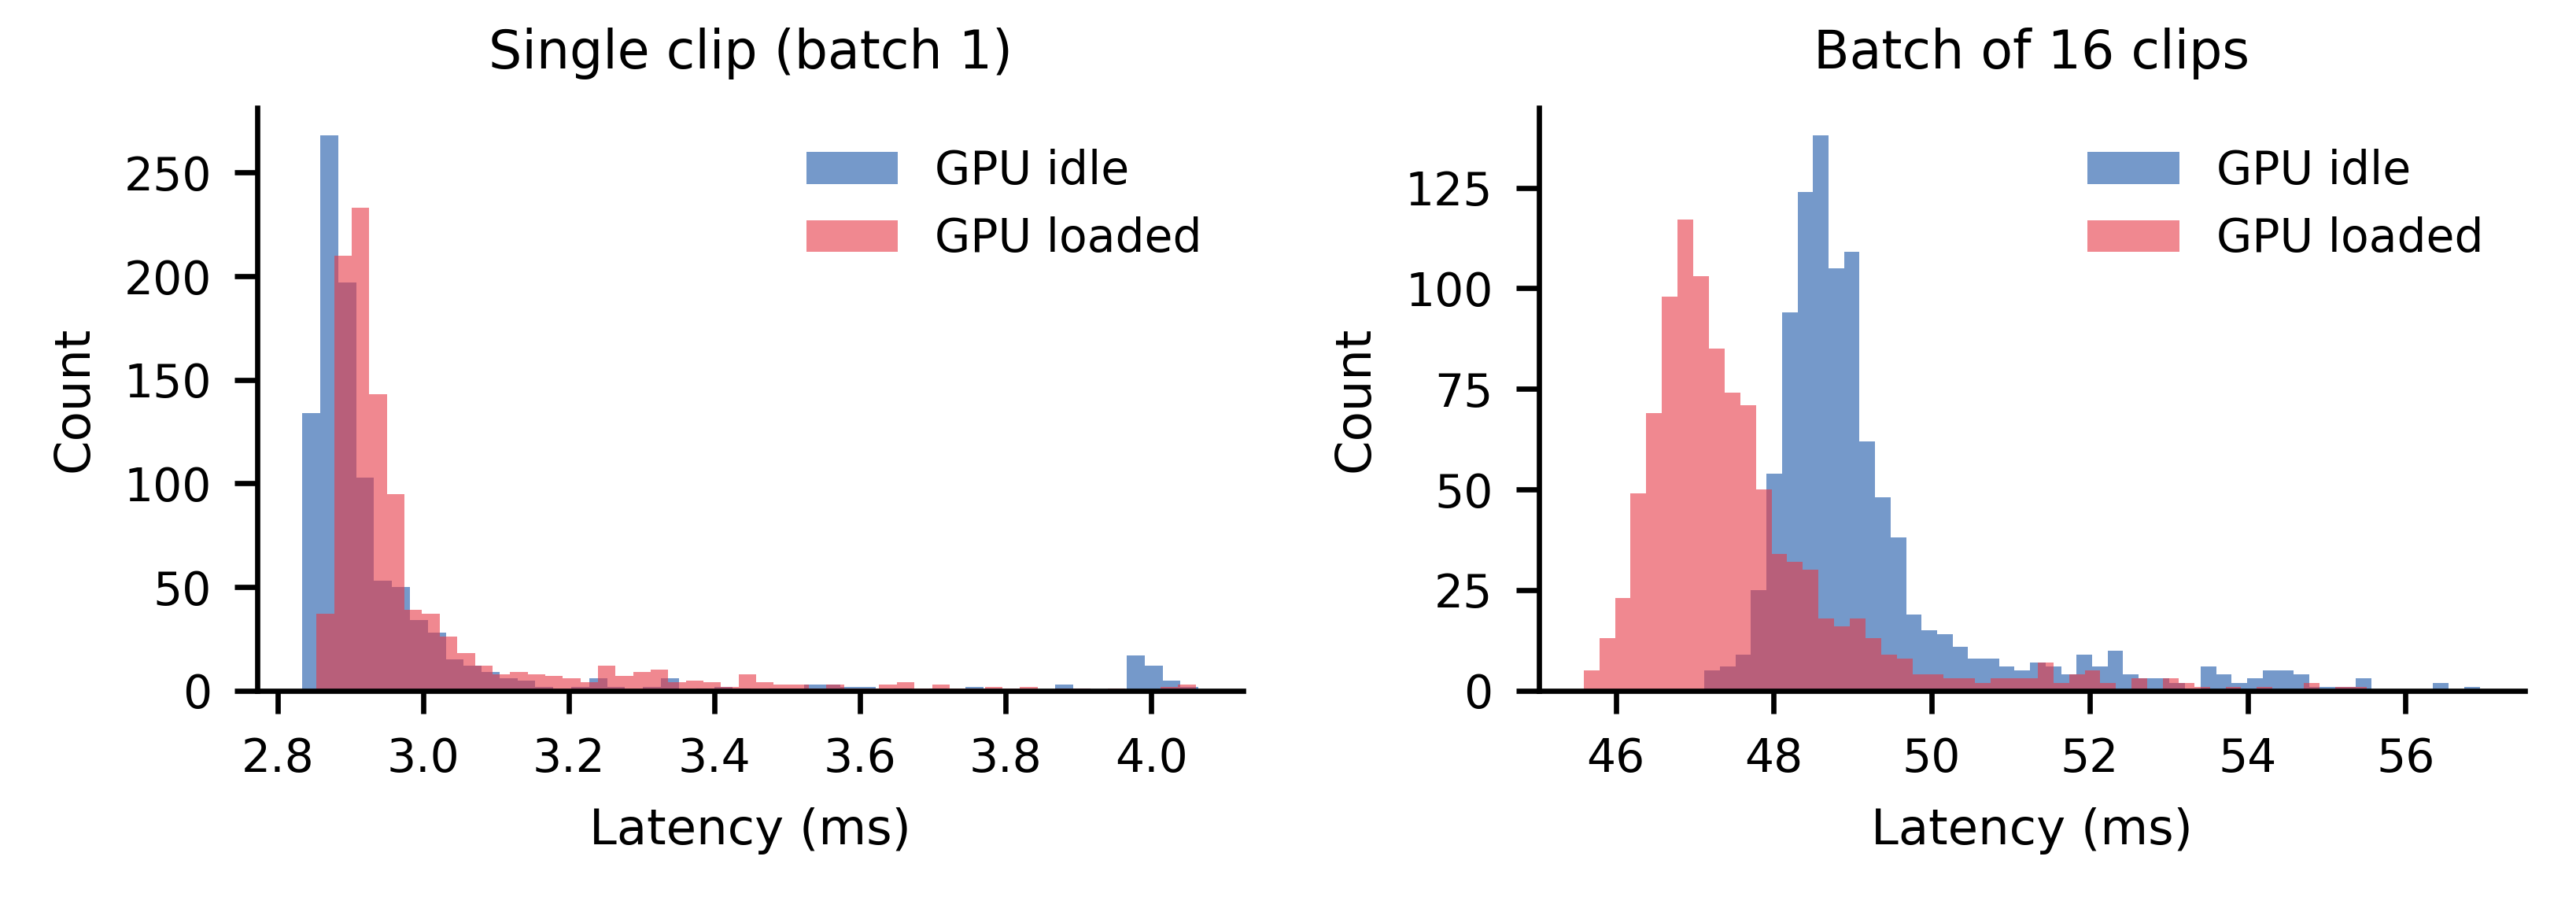 Single clip (batch 1)
GPU idle
GPU loaded
Count
250
200
150
100
50
0
2.8 3.0 3.2 3.4 3.6 3.8 4.0
Latency (ms)
Batch of 16 clips
GPU idle
GPU loaded
Count
125
100
75
50
25
0
46 48 50 52 54 56
Latency (ms)